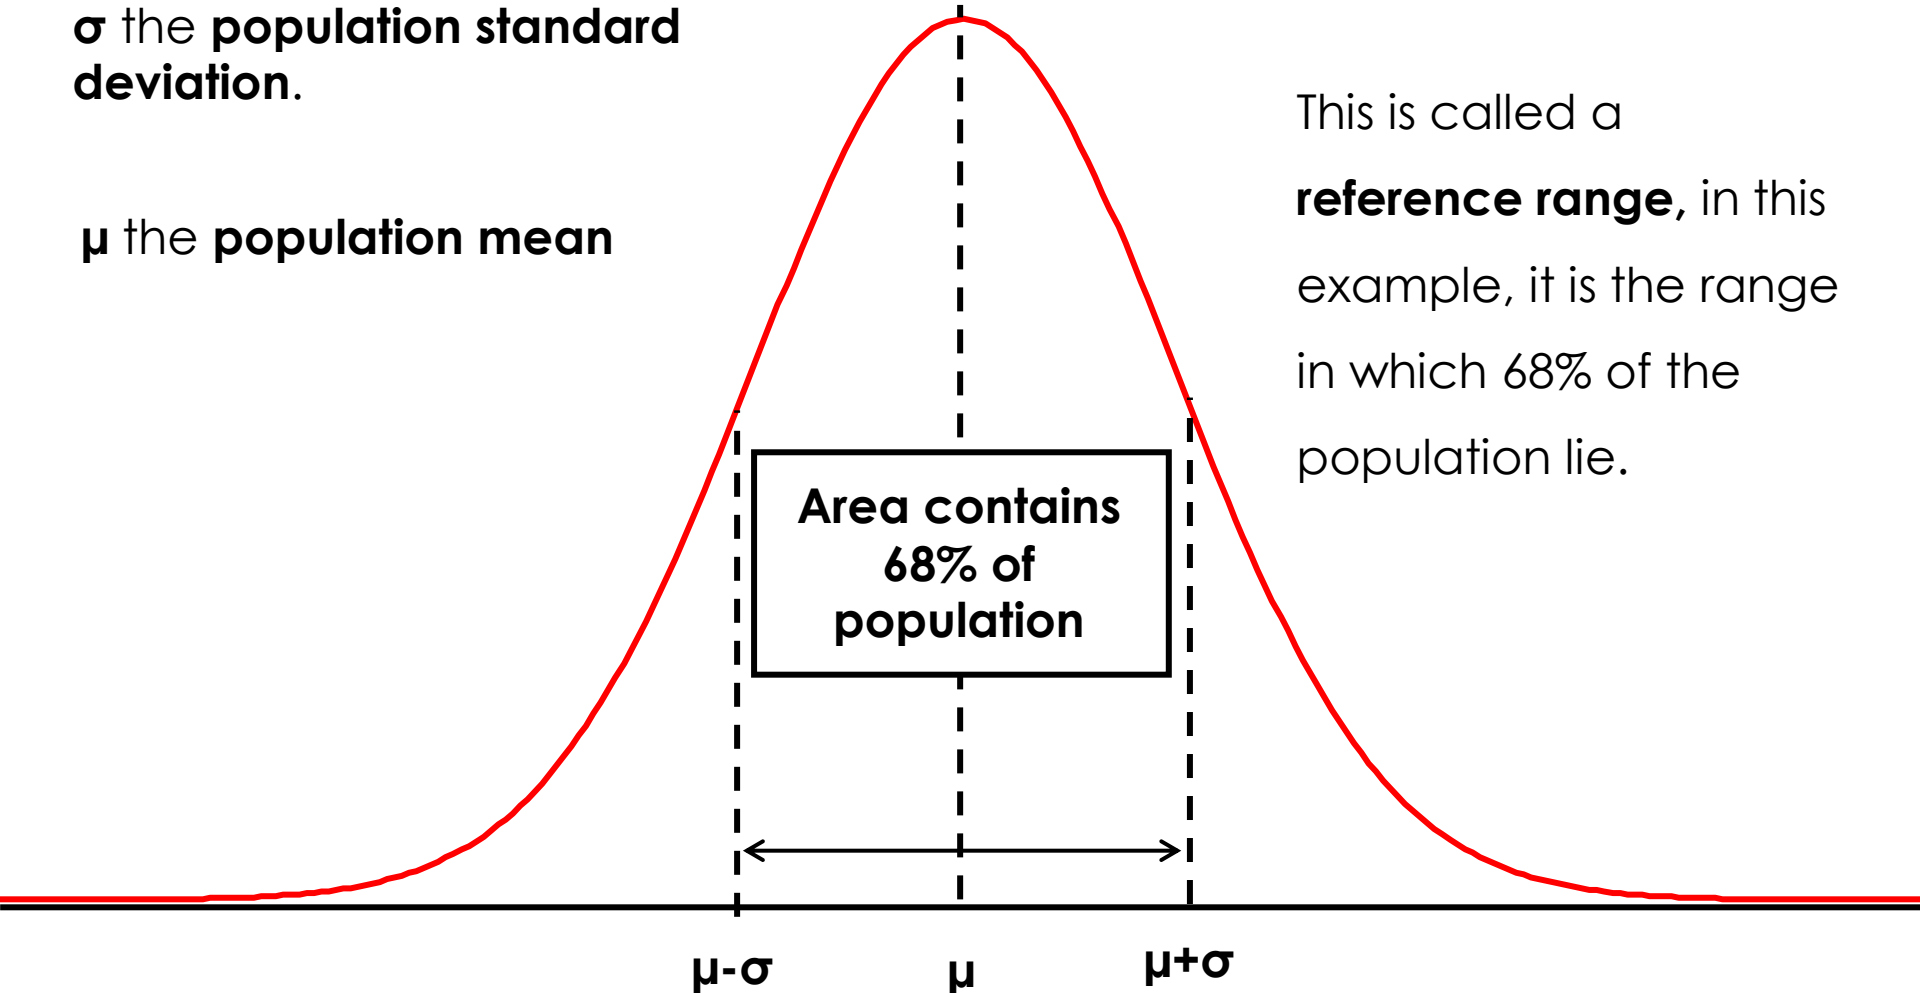 σ the population standard
deviation.
μ the population mean
This is called a
reference range, in this
example, it is the range
in which 68% of the
population lie.
Area contains
68% of
population
μ-σ
μ
μ+σ